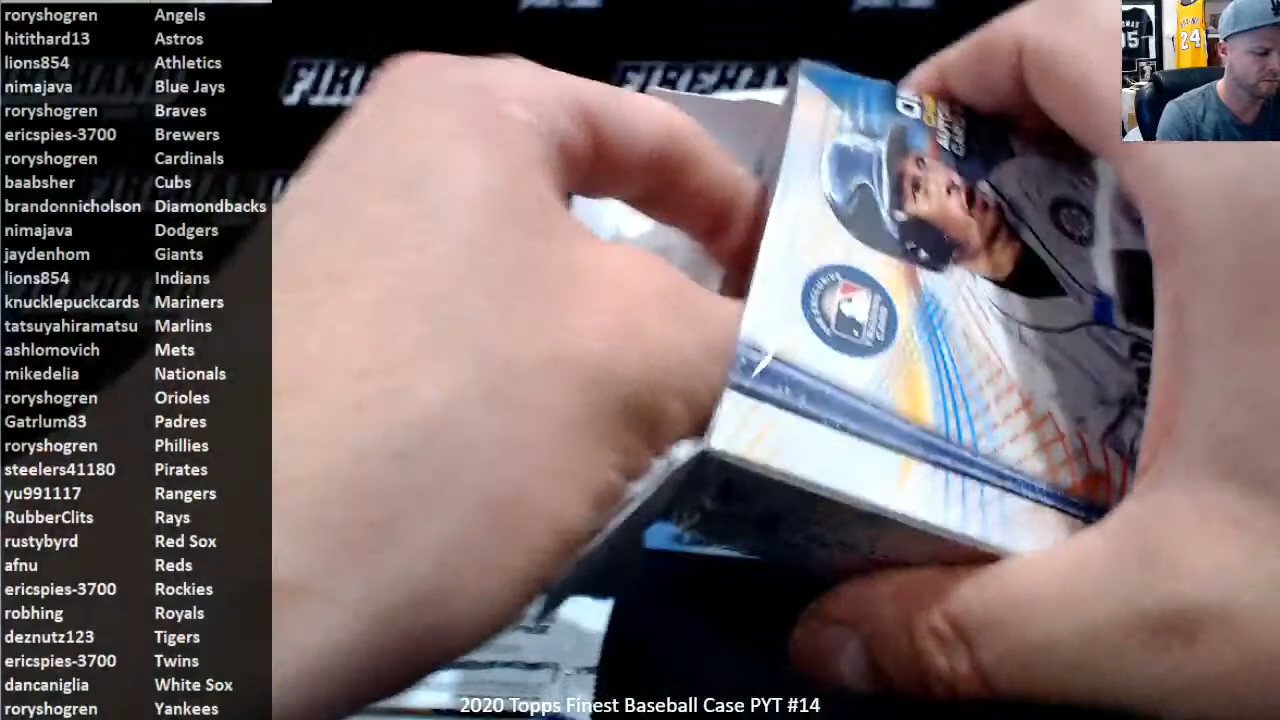 roryshogren Angels
hitithard13 Astros
lions854 Athletics
nimajava Blue Jays
roryshogren Braves
ericspies-3700 Brewers
roryshogren Cardinals
baabsher Cubs
brandonnicholson Diamondbacks
nimajava Dodgers
jaydenhom Giants
lions854 Indians
knucklepuckcards Mariners
tatsuyahiramatsu Marlins
ashlomovich Mets
mikedelia Nationals
roryshogren Orioles
Gatrlum83 Padres
roryshogren Phillies
steelers41180 Pirates
yu991117 Rangers
RubberClits Rays
rustybyrd Red Sox
afnu Reds
ericspies-3700 Rockies
robhing Royals
deznutz123 Tigers
ericspies-3700 Twins
dancaniglia White Sox
roryshogren Yankees
24
2020 Topps Finest Baseball Case PYT #14